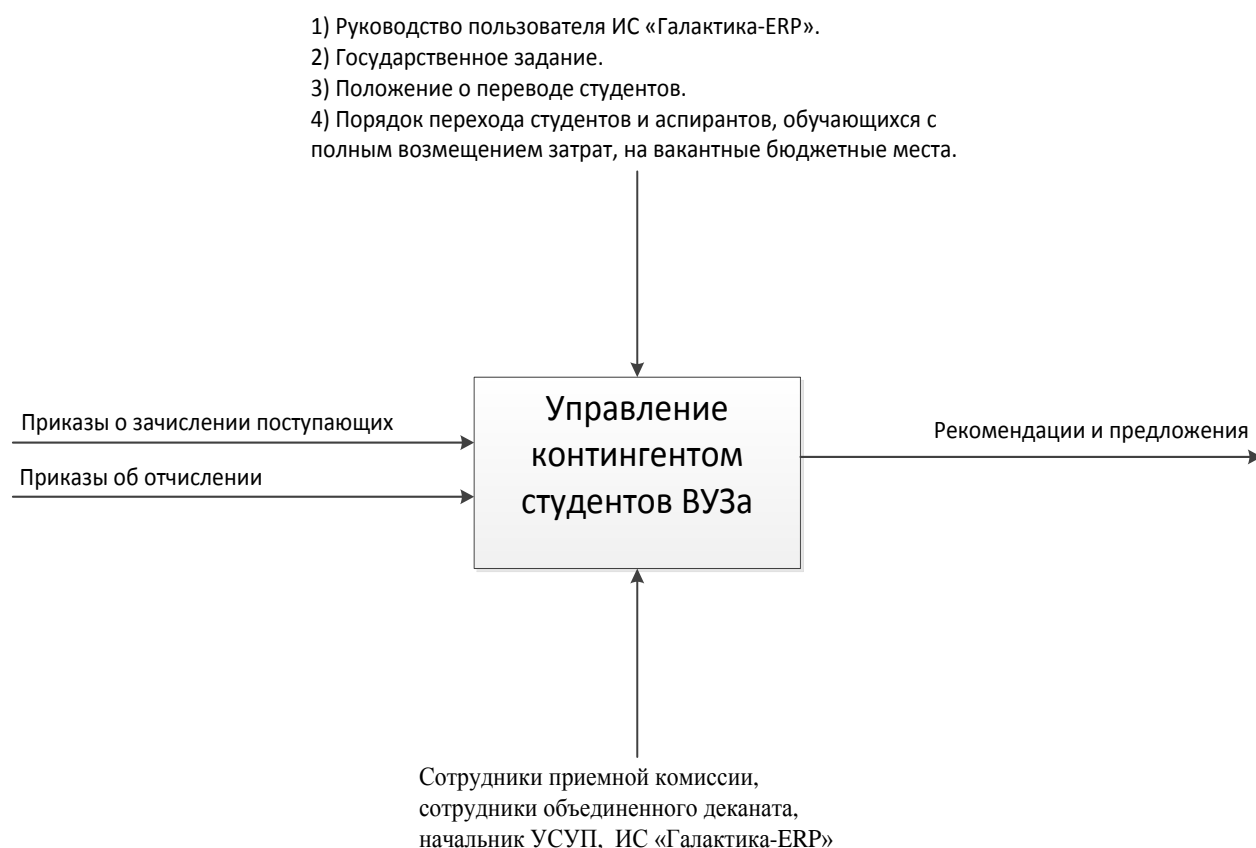 1) Руководство пользователя ИС «Галактика-ERP».
2) Государственное задание.
3) Положение о переводе студентов.
4) Порядок перехода студентов и аспирантов, обучающихся с
полным возмещением затрат, на вакантные бюджетные места.
Приказы о зачислении поступающих
Приказы об отчислении
Управление
контингентом
студентов ВУЗа
Рекомендации и предложения
Сотрудники приемной комиссии,
сотрудники объединенного деканата,
начальник УСУП, ИС «Галактика-ERP»